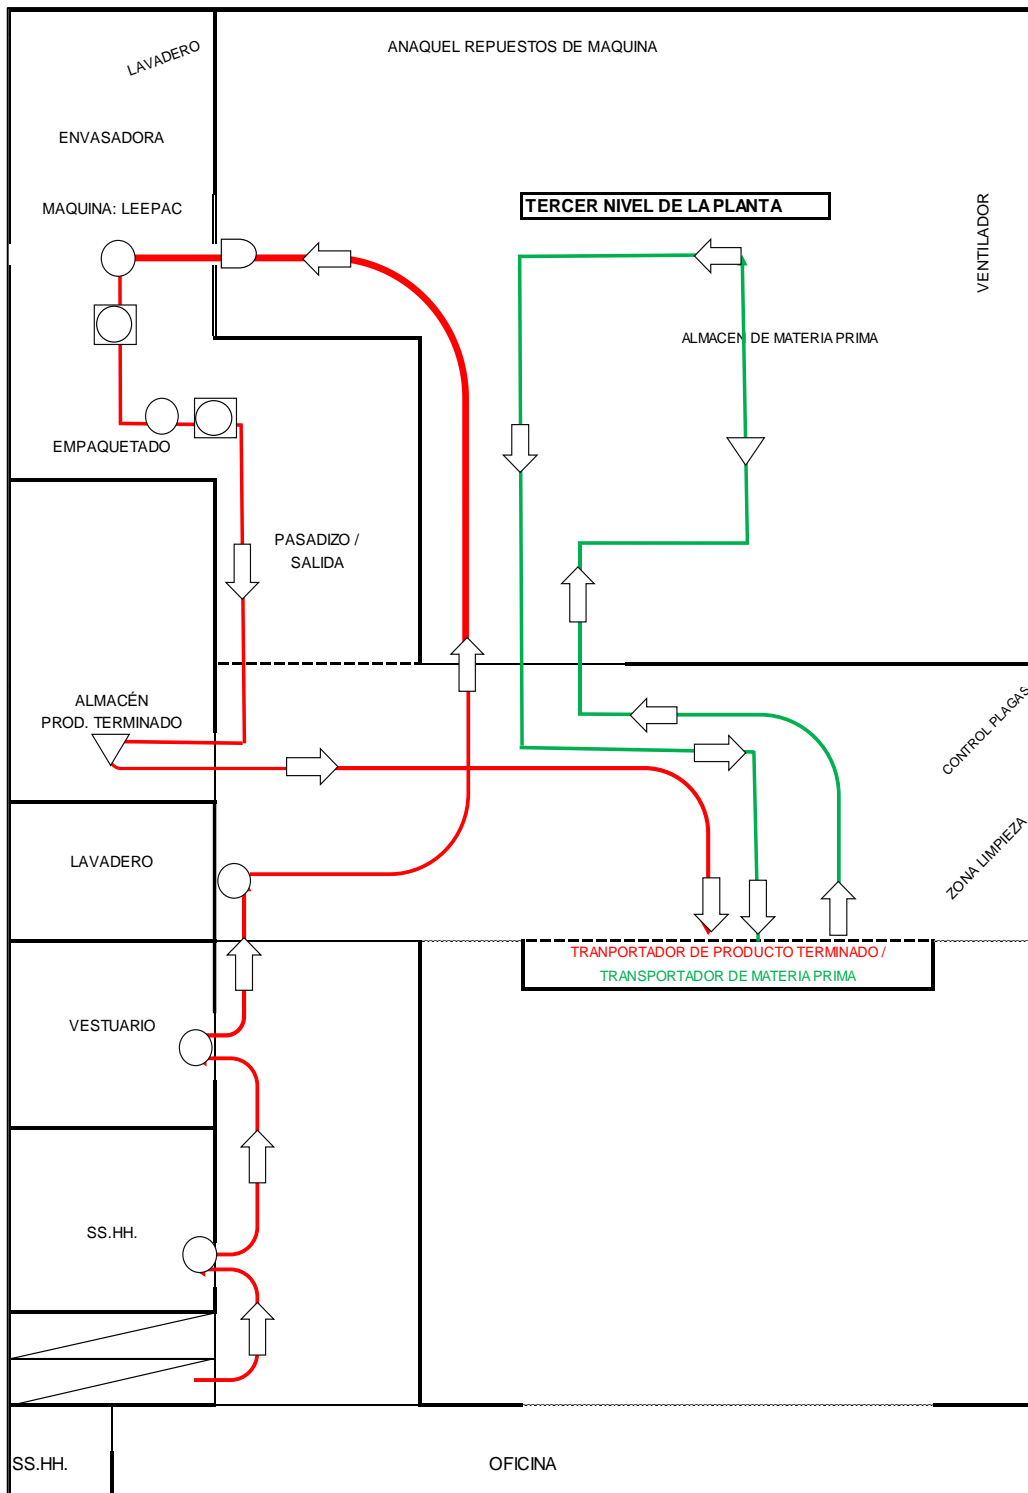 LAVADERO
ANAQUEL REPUESTOS DE MAQUINA
ENVASADORA
MAQUINA: LEEPAC
TERCER NIVEL DE LA PLANTA
VENTILADOR
ALMACEN DE MATERIA PRIMA
EMPAQUETADO
PASADIZO /
SALIDA
ALMACÉN
PROD. TERMINADO
CONTROL PLAGAS
LAVADERO
ZONA LIMPIEZA
TRANPORTADOR DE PRODUCTO TERMINADO /
TRANSPORTADOR DE MATERIA PRIMA
VESTUARIO
SS.HH.
SS.HH.
OFICINA